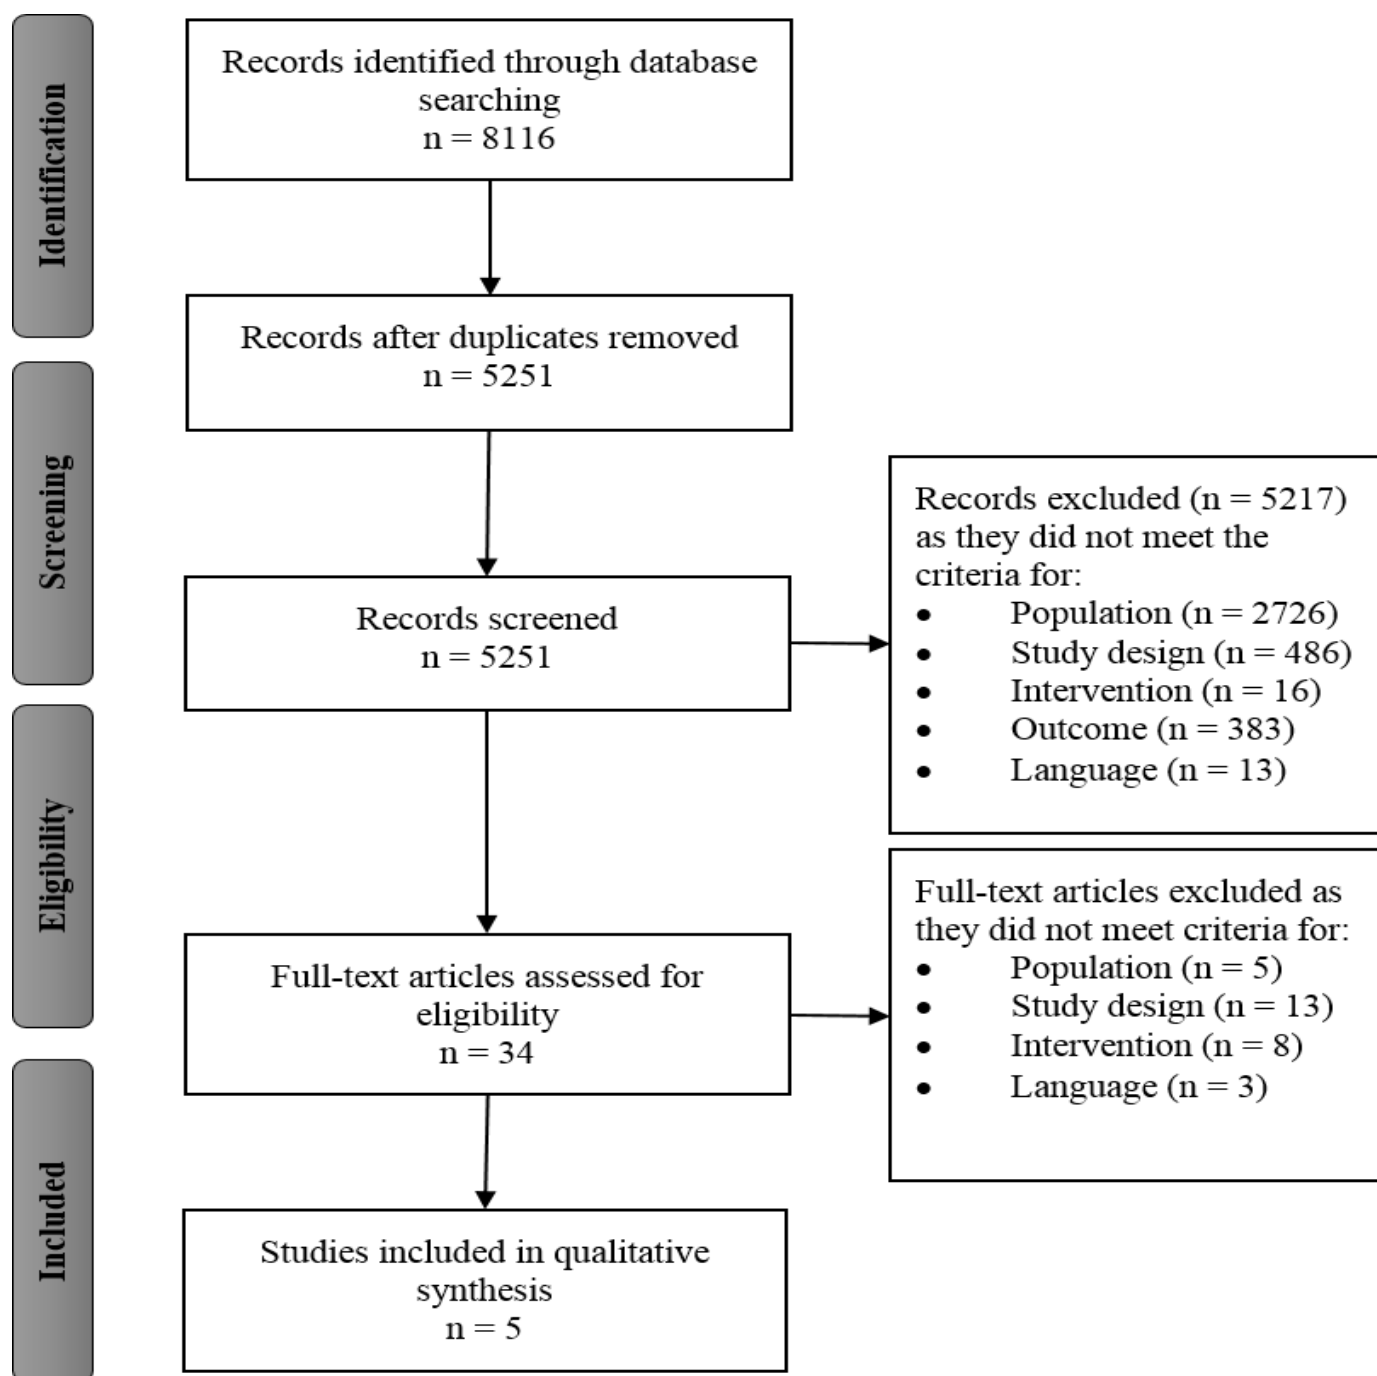 Identification
Records identified through database
searching
n = 8116
Records after duplicates removed
n = 5251
Screening
Records screened
n = 5251
Records excluded (n = 5217)
as they did not meet the
criteria for:
• Population (n = 2726)
• Study design (n = 486)
• Intervention (n = 16)
• Outcome (n = 383)
• Language (n = 13)
Eligibility
Full-text articles assessed for
eligibility
n = 34
Full-text articles excluded as
they did not meet criteria for:
• Population (n = 5)
• Study design (n = 13)
• Intervention (n = 8)
• Language (n = 3)
Included
Studies included in qualitative
synthesis
n = 5